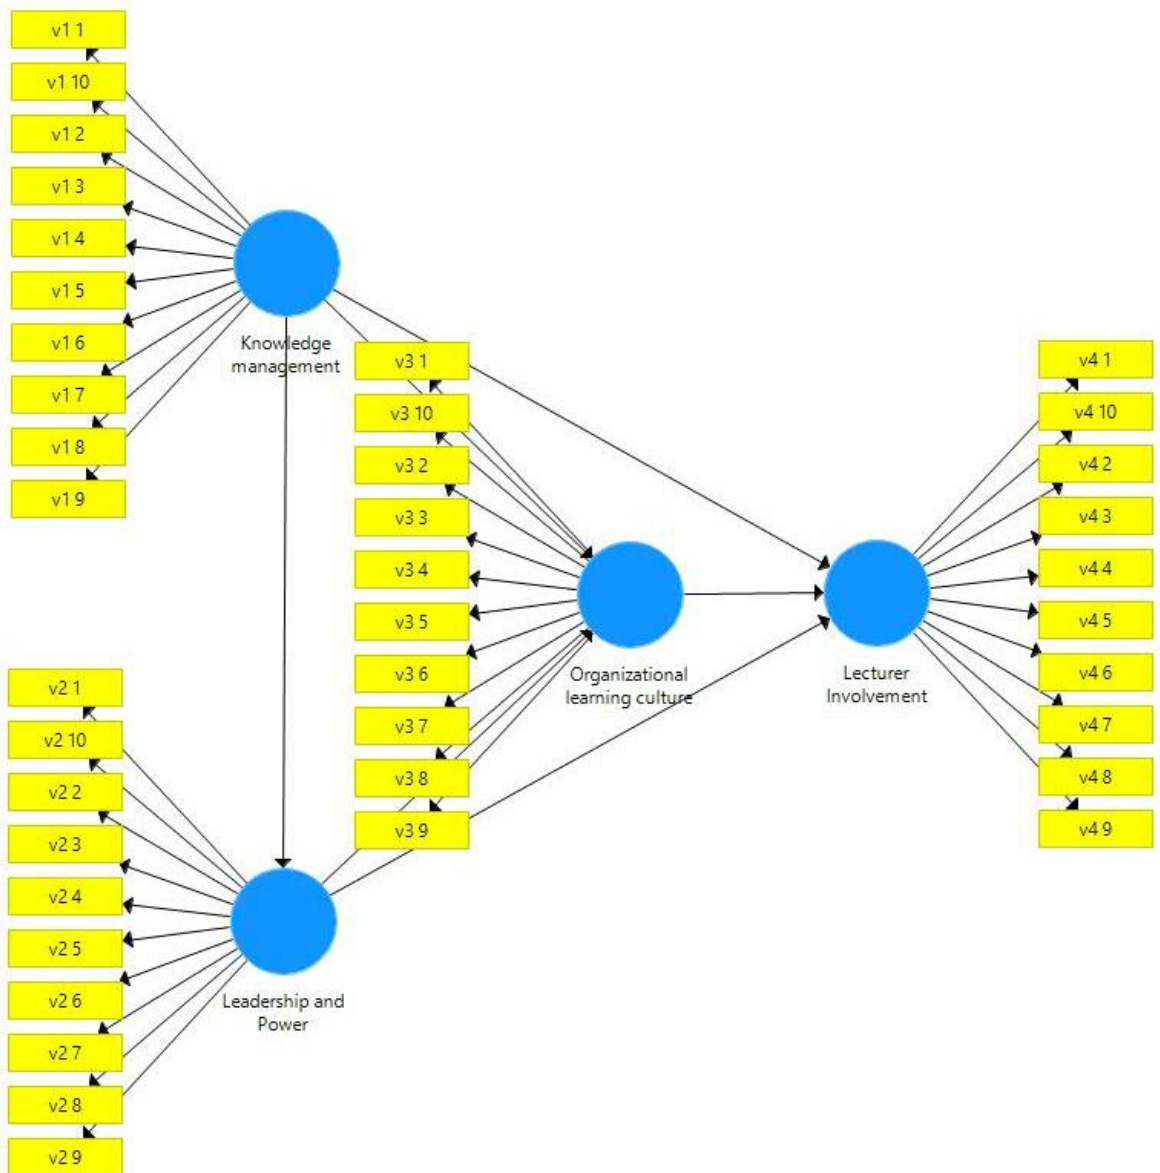 v1 1
v1 10
v1 2
v1 3
v1 4
v1 5
v1 6
v1 7
v1 8
v1 9
Knowledge
management
v3 1
v3 10
v3 2
v3 3
v3 4
v3 5
v3 6
v3 7
v3 8
v3 9
Organizational
learning culture
Lecturer
Involvement
v4 1
v4 10
v4 2
v4 3
v4 4
v4 5
v4 6
v4 7
v4 8
v4 9
v2 1
v2 10
v2 2
v2 3
v2 4
v2 5
v2 6
v2 7
v2 8
v2 9
Leadership and
Power